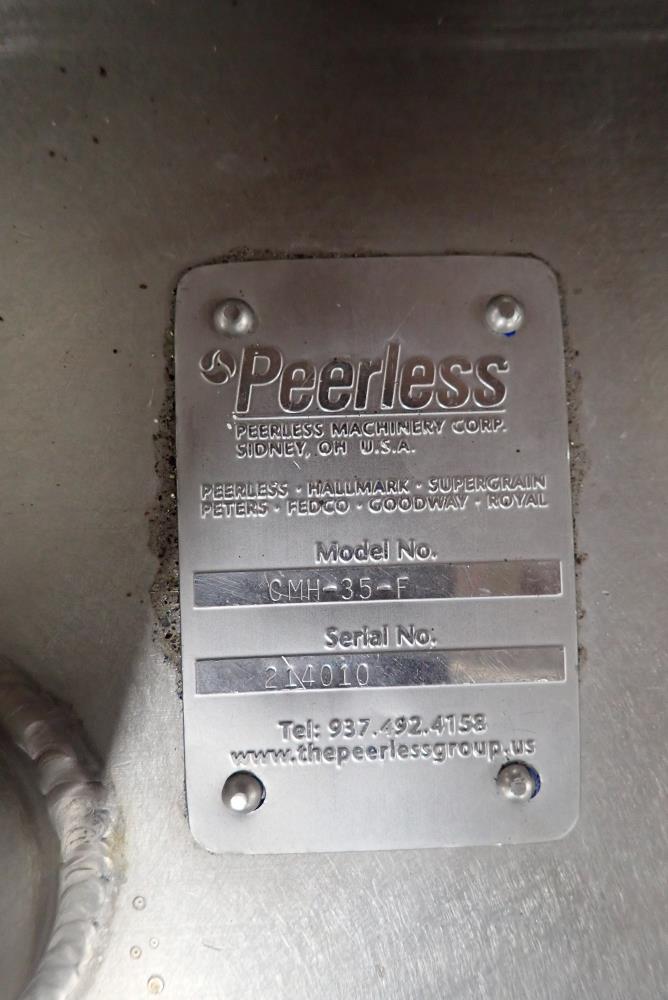 Peerless
PEERLESS MACHINERY CORP.
SIDNEY, OH U.S.A.
PEERLESS · HALLMARK · SUPERGRAIN
PETERS · FEDCO · GOODWAY · ROYAL
Model No.
CMH-35-F
Serial No.
214010
Tel: 937.492.4158
www.thepeerlessgroup.us